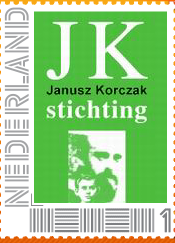 NEDERLAND
JK
Janusz Korczak
stichting
1